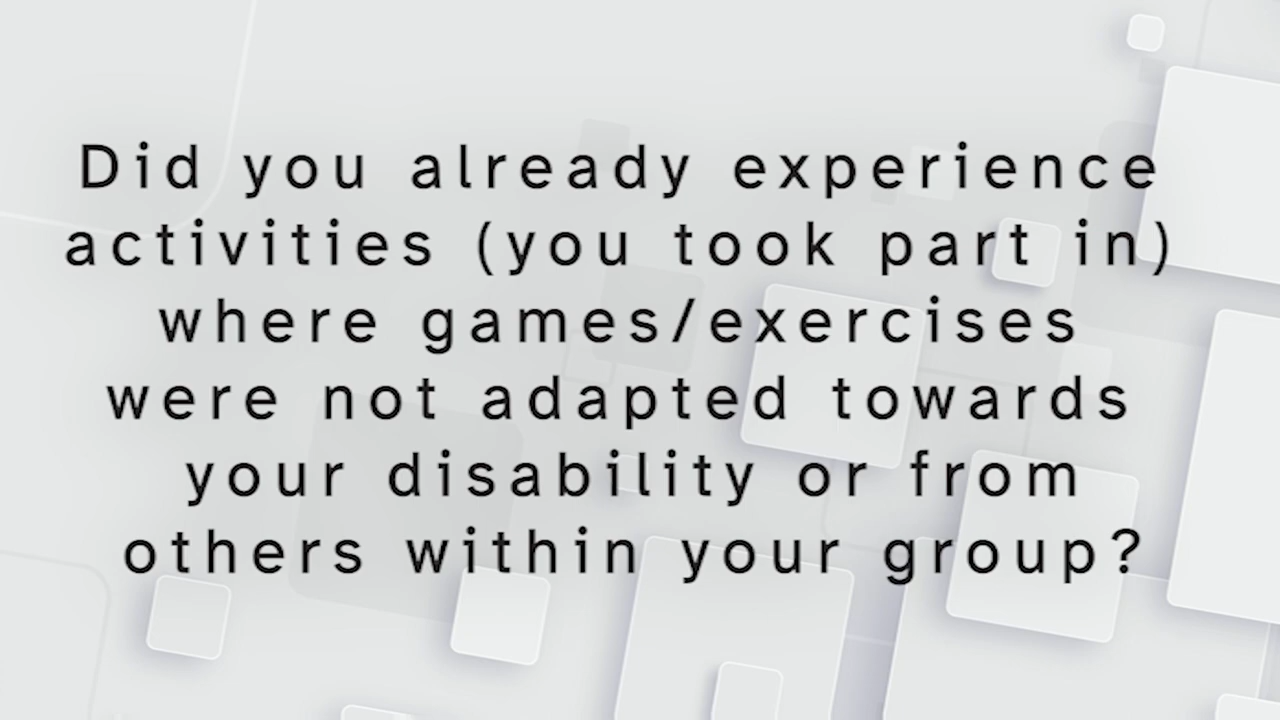 Did you already experience
activities (you took part in)
where games/exercises
were not adapted towards
your disability or from
others within your group?